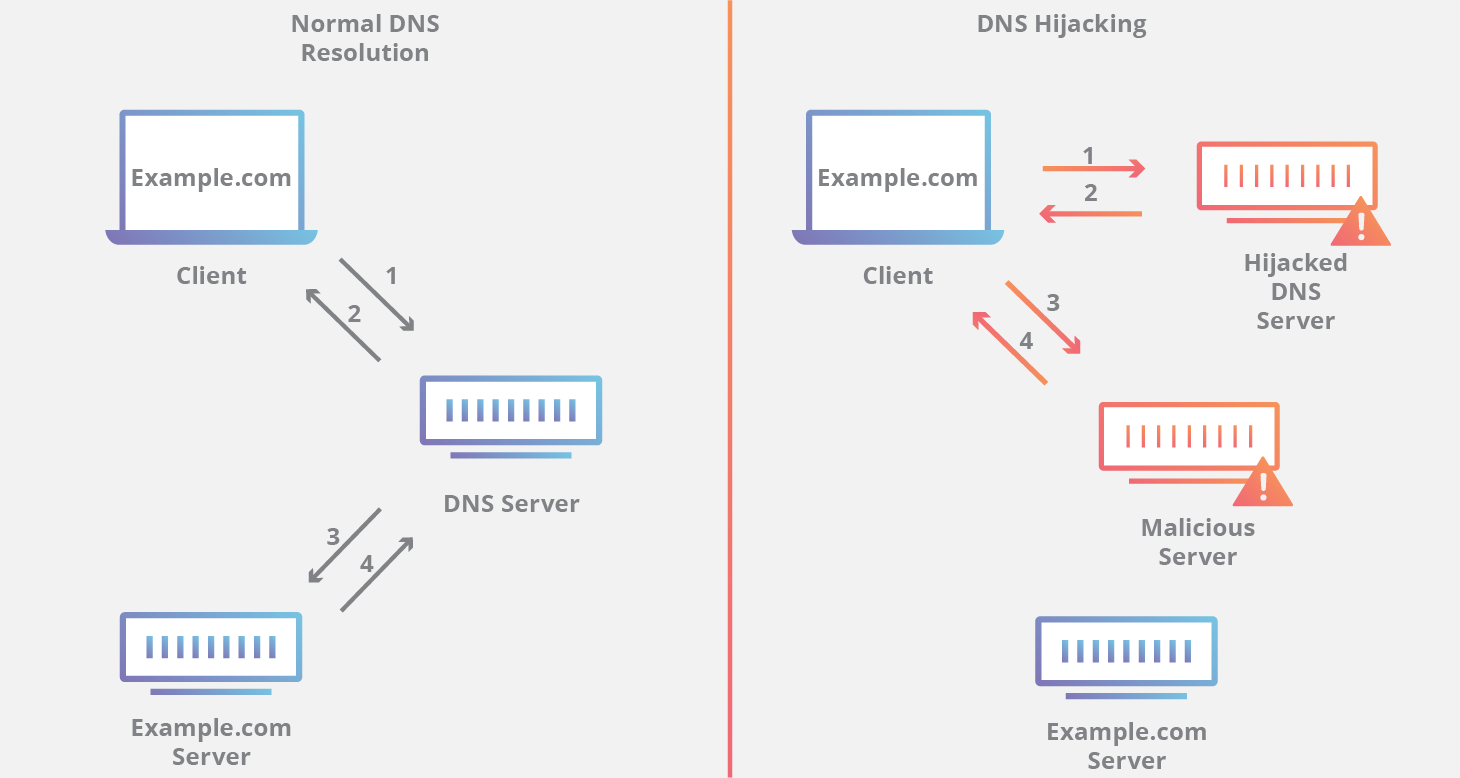 Normal DNS
Resolution
Example.com
Client
1
2
DNS Server
3
4
Example.com
Server
DNS Hijacking
Example.com
Client
1
2
Hijacked
DNS
Server
3
4
Malicious
Server
Example.com
Server